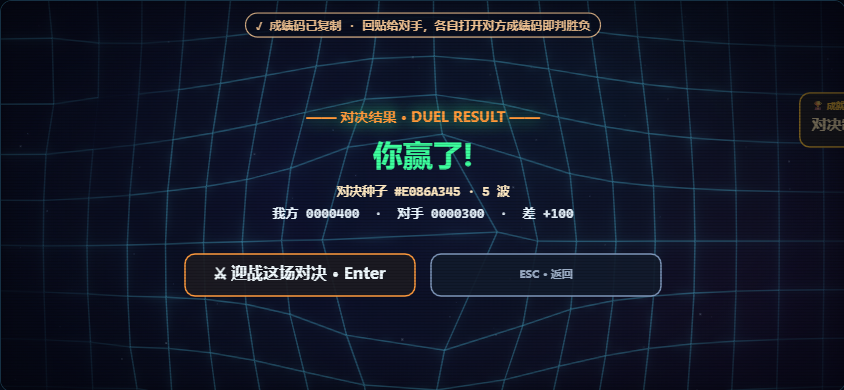 ✓ 成绩码已复制 · 回贴给对手，各自打开对方成绩码即判胜负
🏆 成就
对决
—— 对决结果 • DUEL RESULT ——
你赢了!
对决种子 #E086A345 · 5 波
我方 0000400 · 对手 0000300 · 差 +100
⚔ 迎战这场对决 • Enter
ESC • 返回